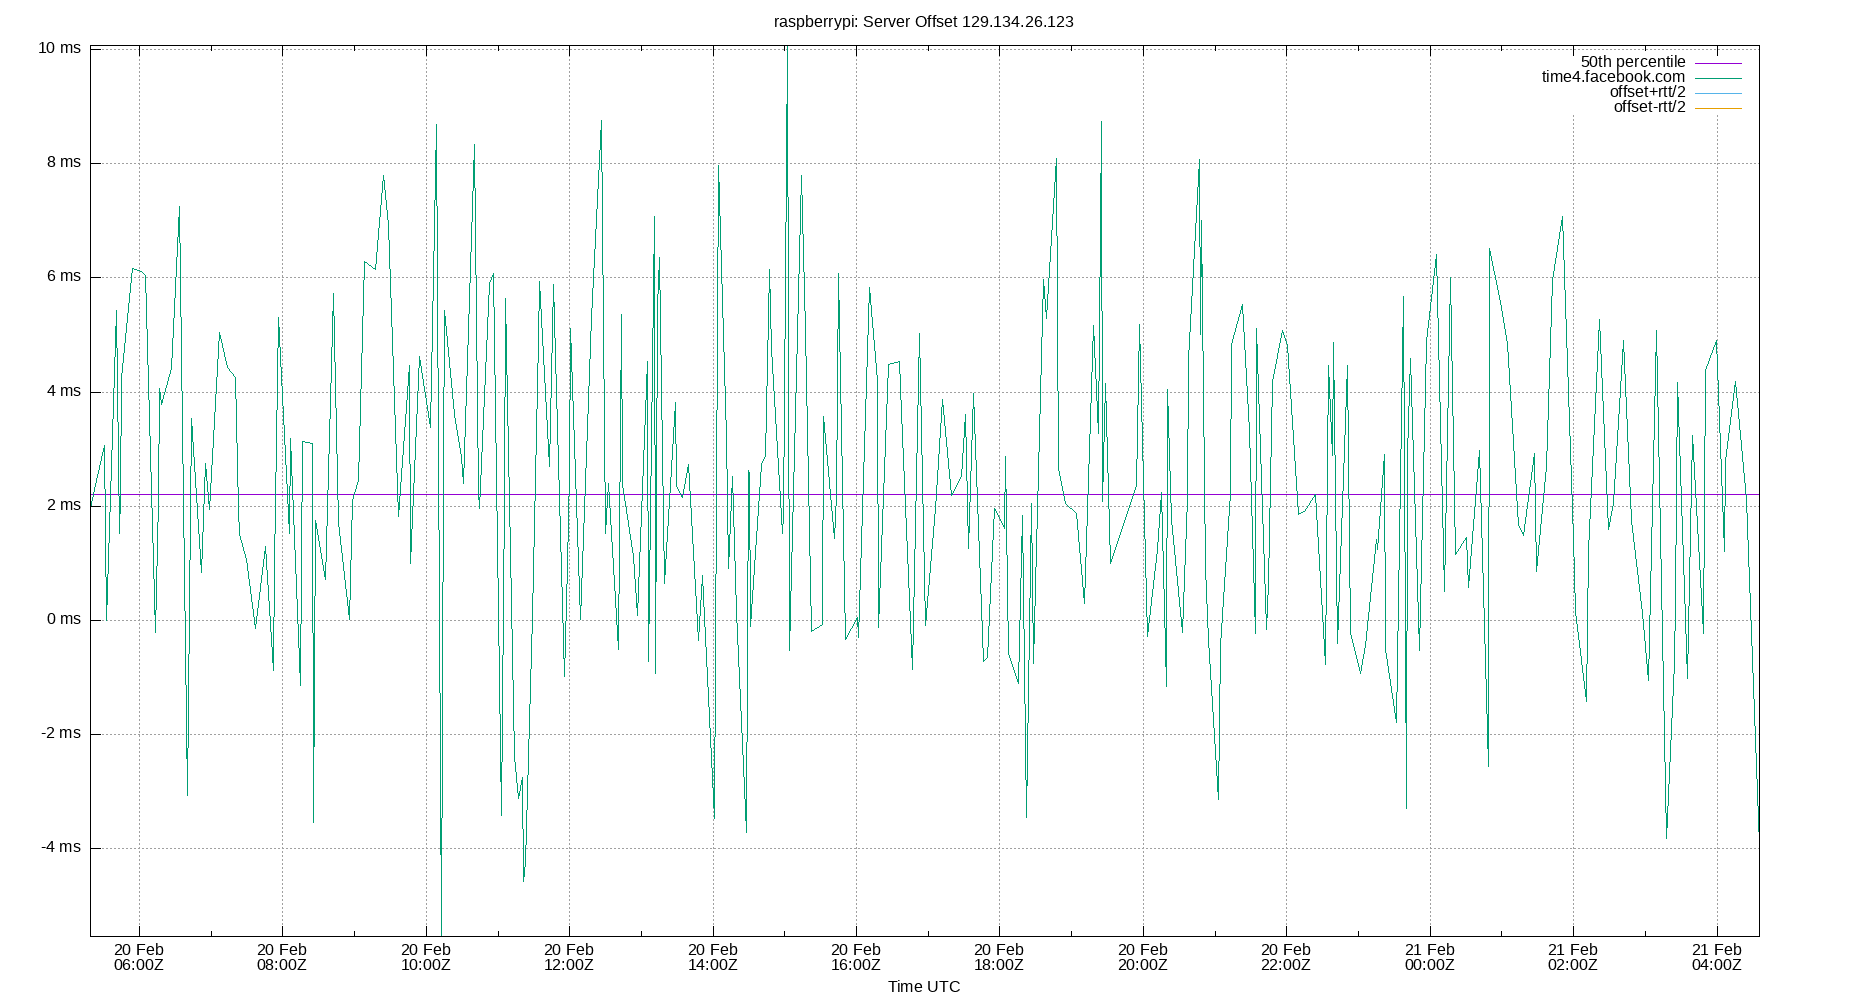 raspberrypi: Server Offset 129.134.26.123
10 ms
8 ms
6 ms
4 ms
2 ms
0 ms
-2 ms
-4 ms
50th percentile
time4.facebook.com
offset+rtt/2
offset-rtt/2
20 Feb 20 Feb 20 Feb 20 Feb 20 Feb 20 Feb 20 Feb 20 Feb 20 Feb 21 Feb 21 Feb 21 Feb
06:00Z 08:00Z 10:00Z 12:00Z 14:00Z 16:00Z 18:00Z 20:00Z 22:00Z 00:00Z 02:00Z 04:00Z
Time UTC